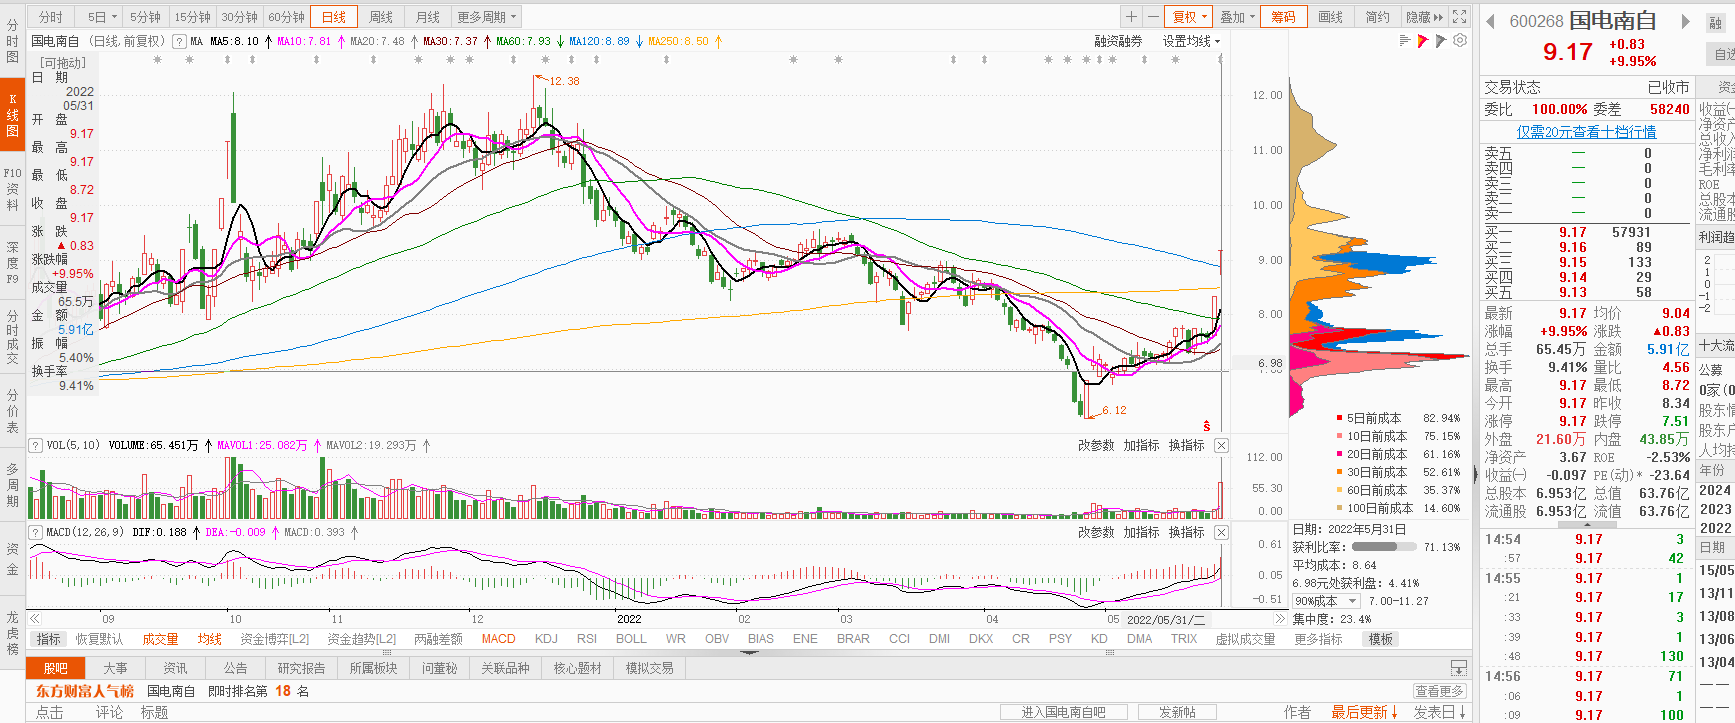 分时 5日 5分钟 15分钟 30分钟 60分钟 日线 周线 月线 更多周期
复权 叠加 筹码 画线 简约 隐藏
国电南自 (日线,前复权) ? MA MA5:8.10 MA10:7.81 MA20:7.48 MA30:7.37 MA60:7.93 MA120:8.89 MA250:8.50
融资融券 设置均线
分时图
K线图
F10资料
深度F9
分时成交
分价表
多周期
资金
龙虎榜
[可拖动]
日期
2022
05/31
开盘
9.17
最高
9.17
最低
8.72
收盘
9.17
涨跌
▲0.83
涨跌幅
+9.95%
成交量
65.5万
金额
5.91亿
振幅
5.40%
换手率
9.41%
12.38
6.12
12.00
11.00
10.00
9.00
8.00
6.98
5日前成本 82.94%
10日前成本 75.15%
20日前成本 61.16%
30日前成本 52.61%
60日前成本 35.37%
100日前成本 14.60%
日期: 2022年5月31日
获利比率: 71.13%
平均成本: 8.64
6.98元处获利盘: 4.41%
90%成本 7.00-11.27
集中度: 23.4%
? VOL(5,10) VOLUME:65.451万 MAVOL1:25.082万 MAVOL2:19.293万
改参数 加指标 换指标
112.00
55.30
0.00
? MACD(12,26,9) DIF:0.188 DEA:-0.009 MACD:0.393
改参数 加指标 换指标
0.61
0.05
-0.51
09 10 11 12 2022 02 03 04 05 2022/05/31/二
指标 恢复默认 成交量 均线 资金博弈[L2] 资金趋势[L2] 两融差额 MACD KDJ RSI BOLL WR OBV BIAS ENE BRAR CCI DMI DKX CR PSY KD DMA TRIX 虚拟成交量 更多指标 模板
股吧 大事 资讯 公告 研究报告 所属板块 问董秘 关联品种 核心题材 模拟交易
东方财富人气榜 国电南自 即时排名第 18 名
查看更多
点击 评论 标题 进入国电南自吧 发新帖 作者 最后更新 发表日
600268 国电南自
融
9.17 +0.83
+9.95%
自选
交易状态 已收市
委比 100.00% 委差 58240
仅需20元查看十档行情
卖五 — 0
卖四 — 0
卖三 — 0
卖二 — 0
卖一 — 0
买一 9.17 57931
买二 9.16 89
买三 9.15 133
买四 9.14 29
买五 9.13 58
最新 9.17 均价 9.04
涨幅 +9.95% 涨跌 ▲0.83
总手 65.45万 金额 5.91亿
换手 9.41% 量比 4.56
最高 9.17 最低 8.72
今开 9.17 昨收 8.34
涨停 9.17 跌停 7.51
外盘 21.60万 内盘 43.85万
净资产 3.67 ROE -2.53%
收益(一) -0.097 PE(动)* -23.64
总股本 6.953亿 总值 63.76亿
流通股 6.953亿 流值 63.76亿
14:54 9.17 3
:57 9.17 42
14:55 9.17 1
:21 9.17 17
:33 9.17 3
:39 9.17 1
:48 9.17 130
14:56 9.17 71
:06 9.17 1
:09 9.17 100
资金
收益(一
净资产
总收入
净利润
毛利率
ROE
总股本
流通股
利润趋
2
1
0
-1
-2
十大流
公募
0家(0
股东情
股东户
人均持
年份
2024
2023
2022
日期
15/05
13/11
13/08
13/06
13/04